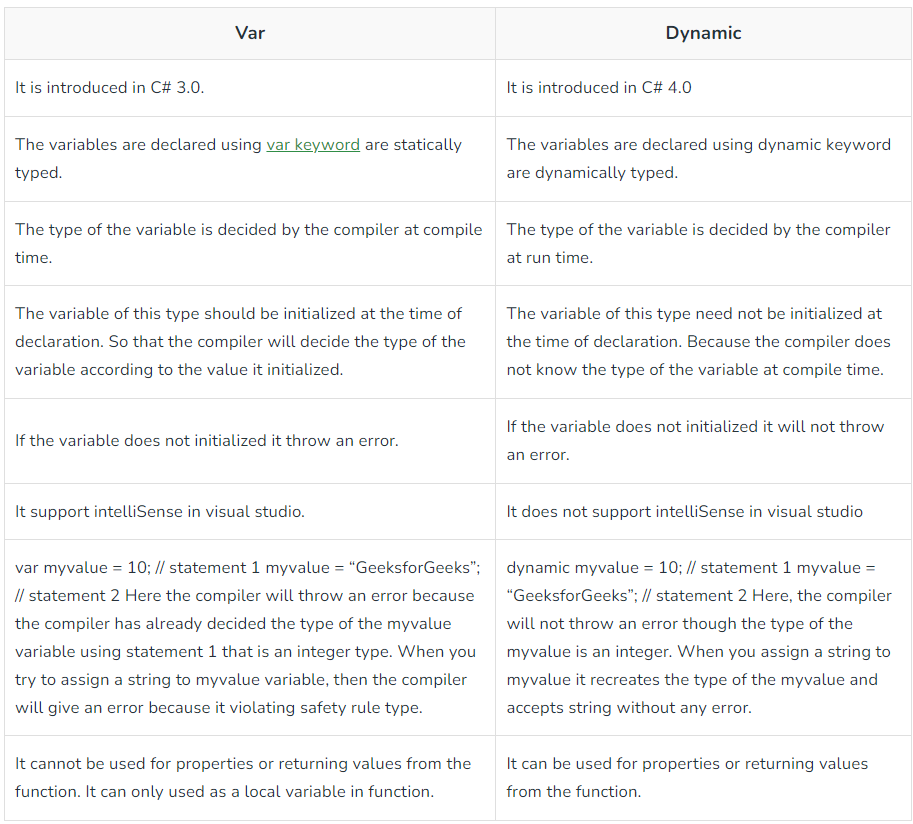 Var
Dynamic
It is introduced in C# 3.0.
It is introduced in C# 4.0
The variables are declared using var keyword are statically
typed.
The variables are declared using dynamic keyword
are dynamically typed.
The type of the variable is decided by the compiler at compile
time.
The type of the variable is decided by the compiler
at run time.
The variable of this type should be initialized at the time of
declaration. So that the compiler will decide the type of the
variable according to the value it initialized.
The variable of this type need not be initialized at
the time of declaration. Because the compiler does
not know the type of the variable at compile time.
If the variable does not initialized it throw an error.
If the variable does not initialized it will not throw
an error.
It support intelliSense in visual studio.
It does not support intelliSense in visual studio
var myvalue = 10; // statement 1 myvalue = “GeeksforGeeks”;
// statement 2 Here the compiler will throw an error because
the compiler has already decided the type of the myvalue
variable using statement 1 that is an integer type. When you
try to assign a string to myvalue variable, then the compiler
will give an error because it violating safety rule type.
dynamic myvalue = 10; // statement 1 myvalue =
“GeeksforGeeks”; // statement 2 Here, the compiler
will not throw an error though the type of the
myvalue is an integer. When you assign a string to
myvalue it recreates the type of the myvalue and
accepts string without any error.
It cannot be used for properties or returning values from the
function. It can only used as a local variable in function.
It can be used for properties or returning values
from the function.